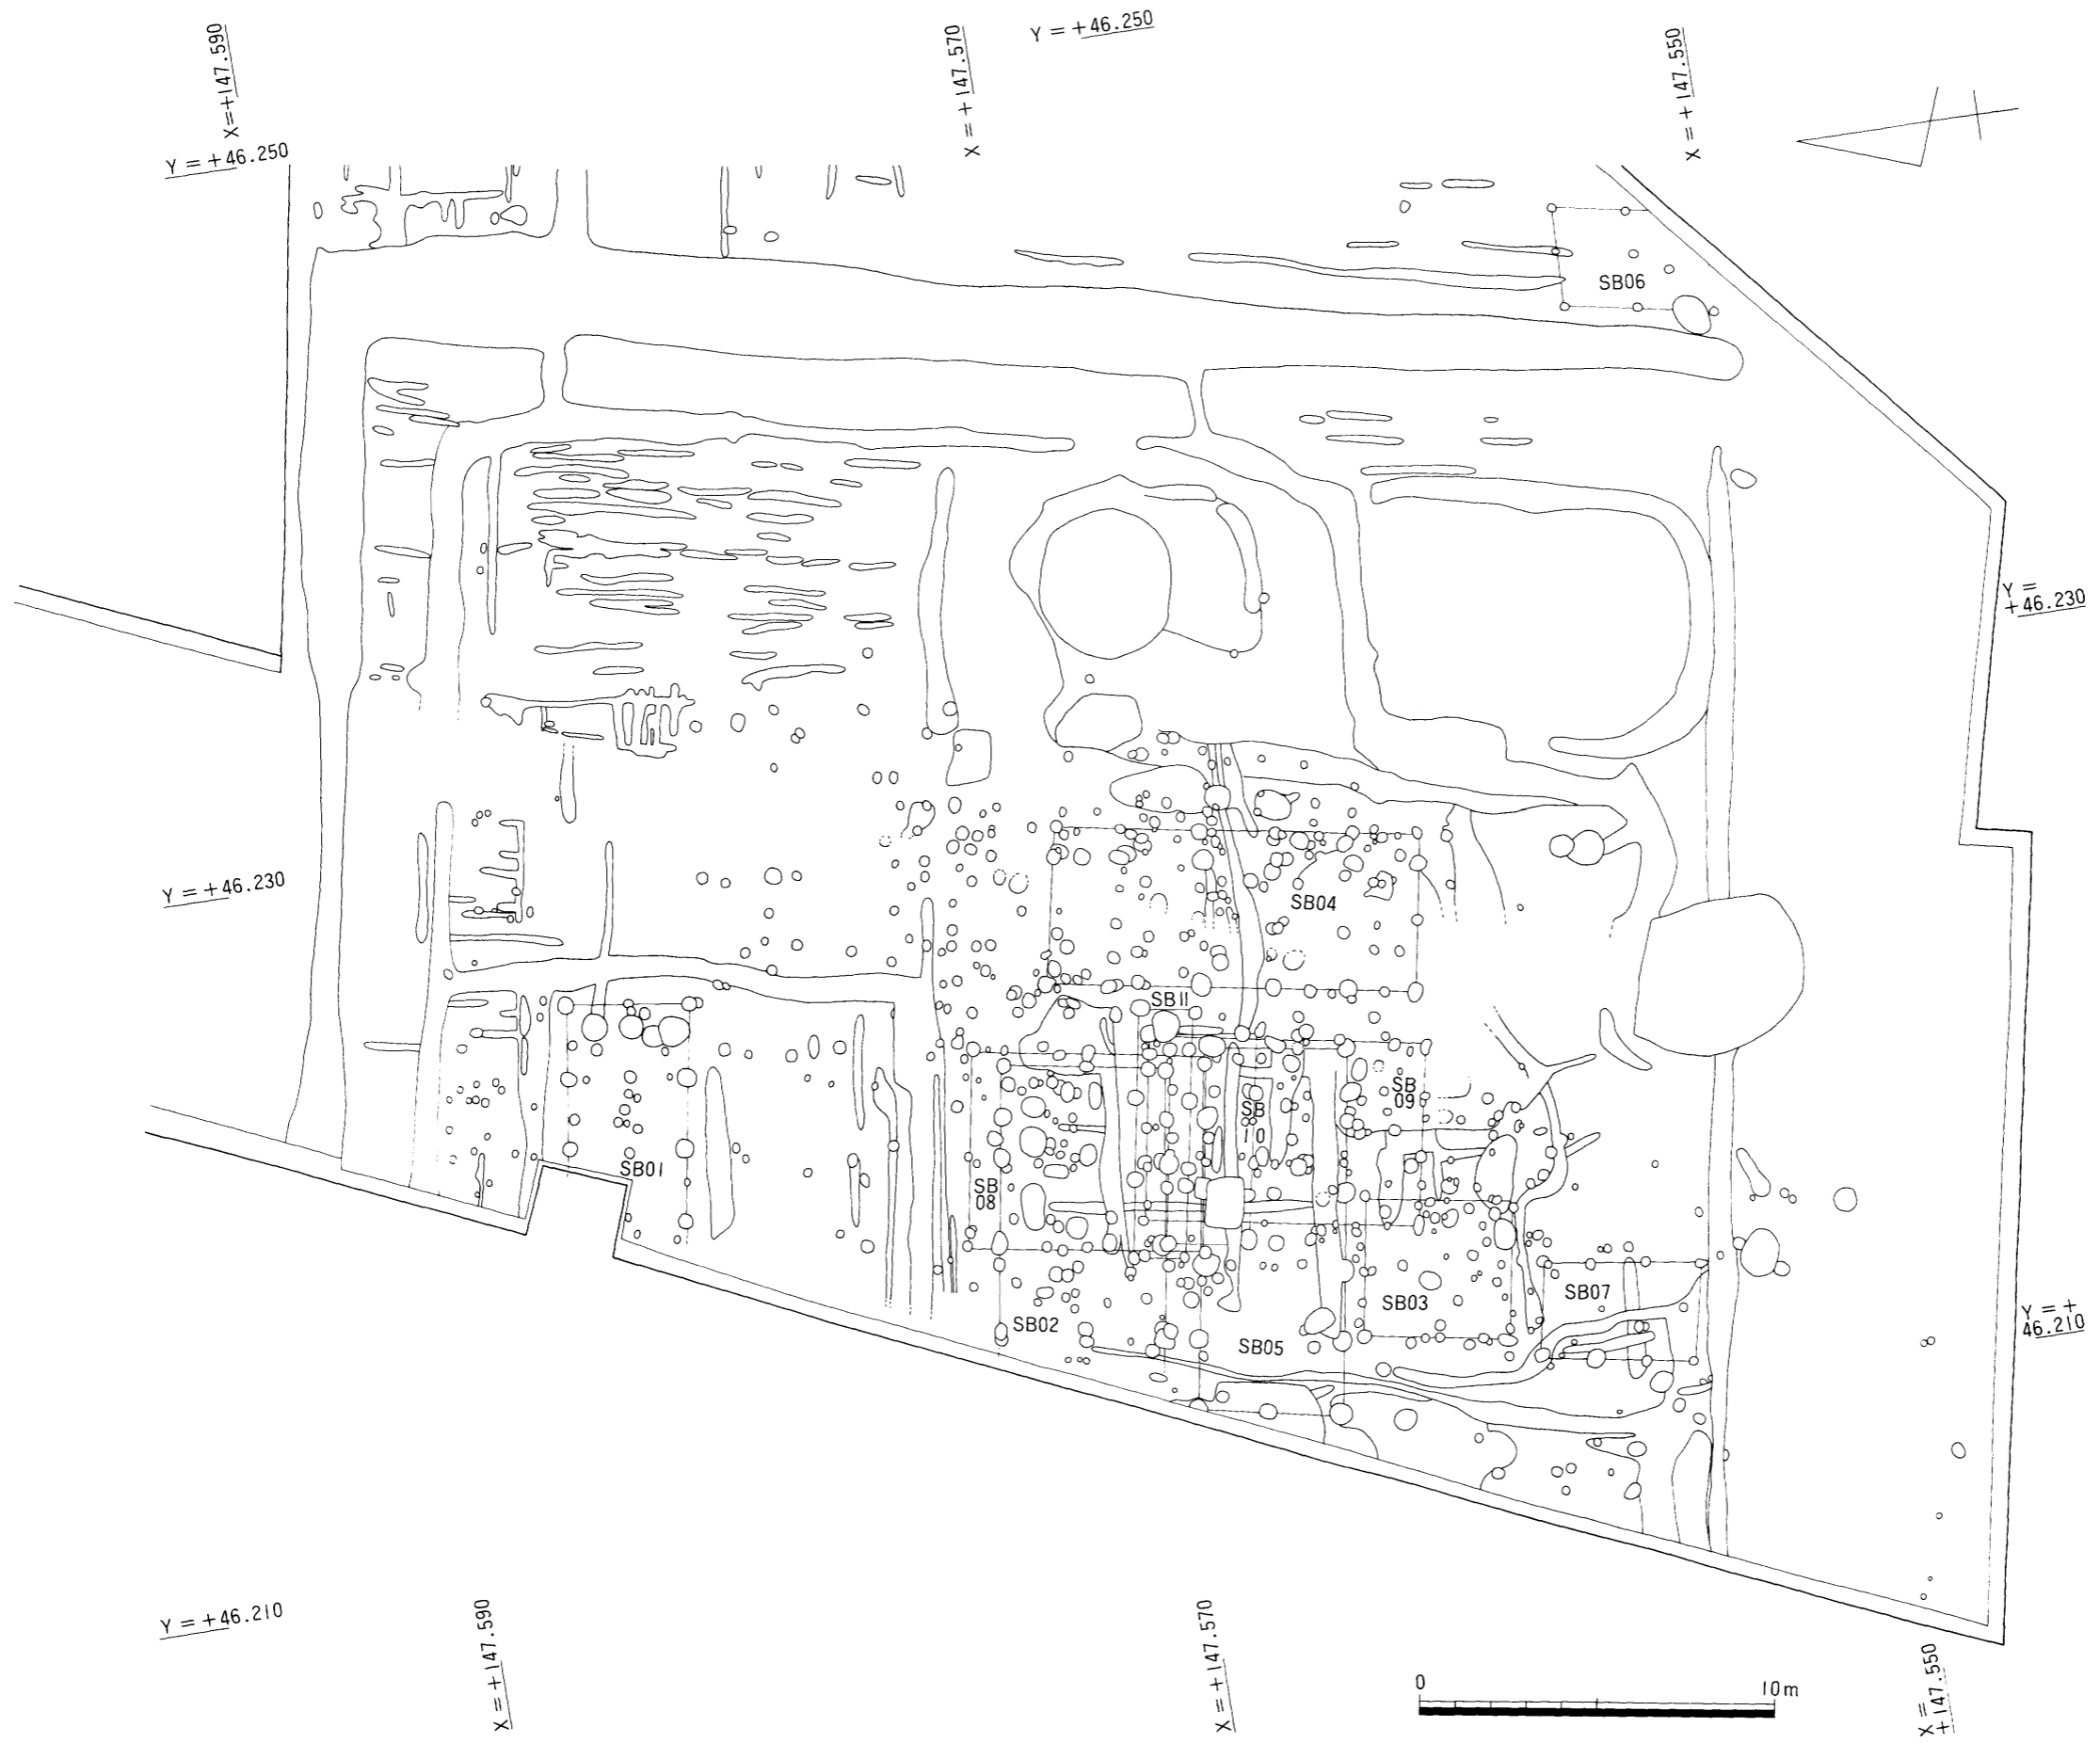 X=+147.590
X = +147.570
Y = +46.250
X = +147.550
Y = +46.250
SB06
Y =
+46.230
Y = +46.230
SB04
SB11
SB
09
SB
10
SB01
SB
08
SB07
SB03
SB02
SB05
Y = +
46.210
Y = +46.210
X = +147.590
X = +147.570
X =
+147.550
0 10m